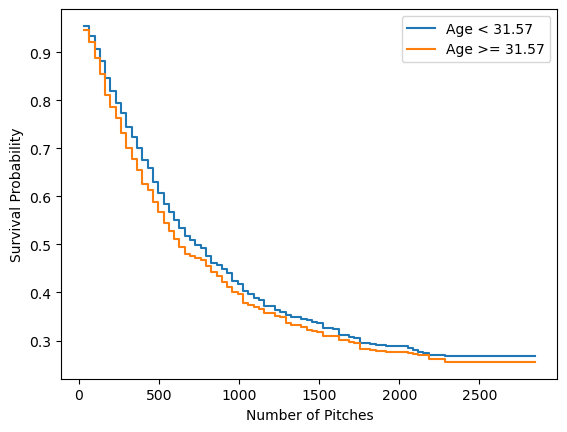 Age < 31.57
Age >= 31.57
0.9
0.8
0.7
0.6
0.5
0.4
0.3
Survival Probability
0 500 1000 1500 2000 2500
Number of Pitches